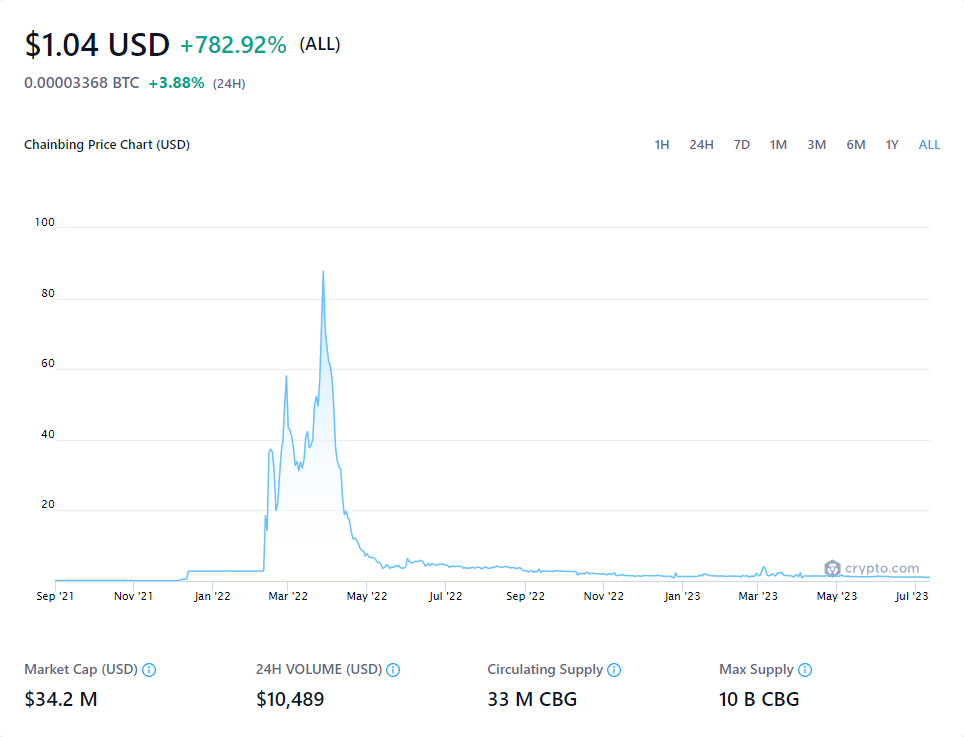 $1.04 USD +782.92% (ALL)
0.00003368 BTC +3.88% (24H)
Chainbing Price Chart (USD) 1H 24H 7D 1M 3M 6M 1Y ALL
100
80
60
40
20
crypto.com
Sep '21 Nov '21 Jan '22 Mar '22 May '22 Jul '22 Sep '22 Nov '22 Jan '23 Mar '23 May '23 Jul '23
Market Cap (USD) 24H VOLUME (USD) Circulating Supply Max Supply
$34.2 M $10,489 33 M CBG 10 B CBG